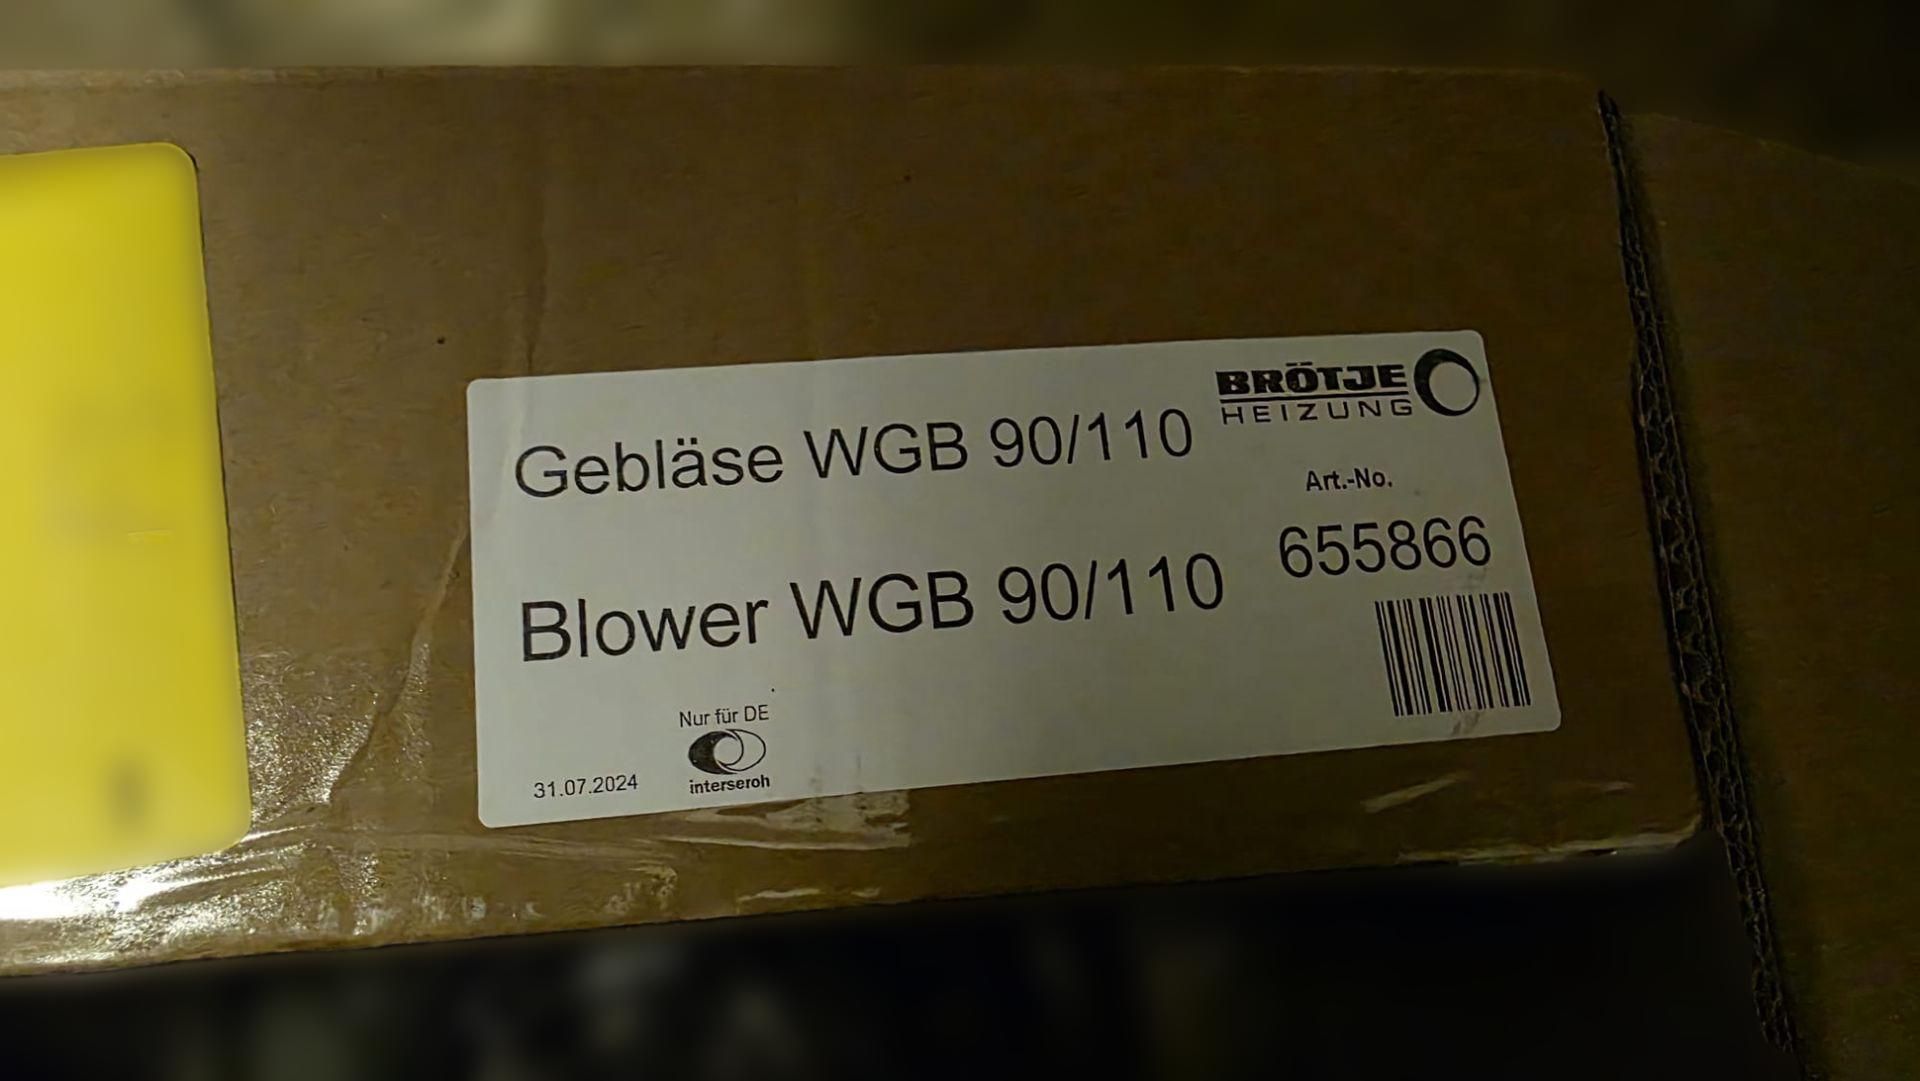 BRÖTJE
HEIZUNG
Gebläse WGB 90/110
Art.-No.
655866
Blower WGB 90/110
Nur für DE
interseroh
31.07.2024